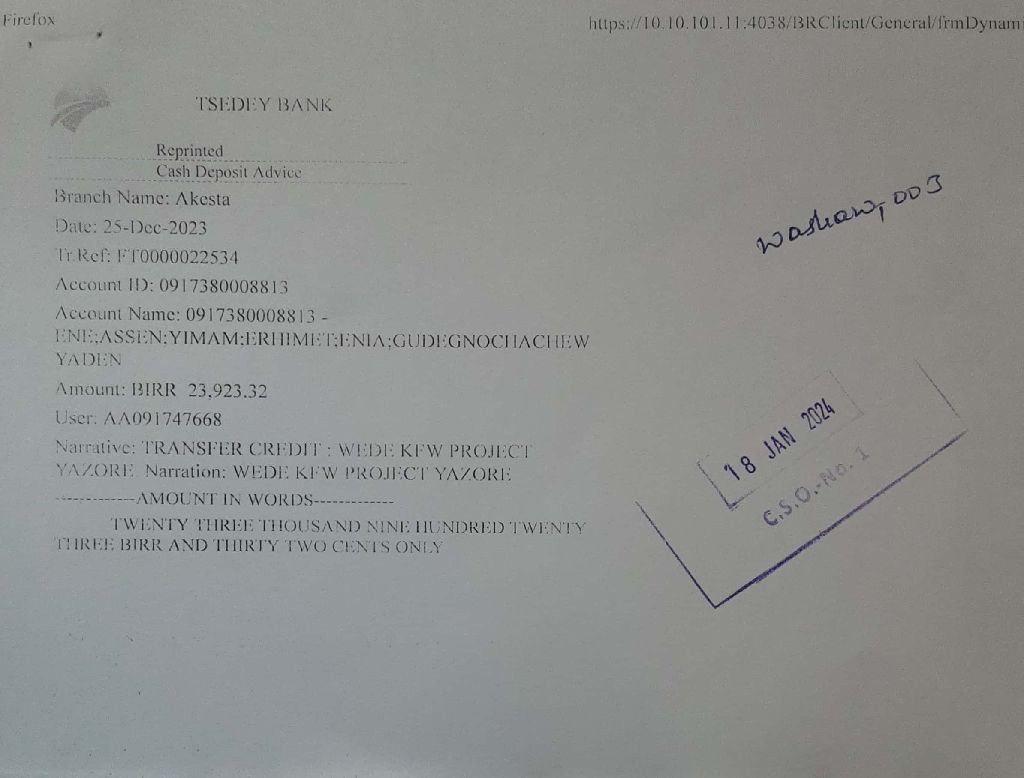 Firefox
https://10.10.101.11:4038/BRClient/General/frmDynami
TSEDEY BANK
Reprinted
Cash Deposit Advice
Branch Name: Akesta
Date: 25-Dec-2023
Tr.Ref: FT0000022534
Account ID: 0917380008813
Account Name: 0917380008813 -
ENE;ASSEN;YIMAM;ERHIMET;ENIA;GUDEGNOCHACHEW
YADEN
Amount: BIRR 23,923.32
User: AA091747668
Narrative: TRANSFER CREDIT : WEDE KFW PROJECT
YAZORE Narration: WEDE KFW PROJECT YAZORE
------------AMOUNT IN WORDS------------
TWENTY THREE THOUSAND NINE HUNDRED TWENTY
THREE BIRR AND THIRTY TWO CENTS ONLY
003
18 JAN 2024
C.S.O.-No. 1